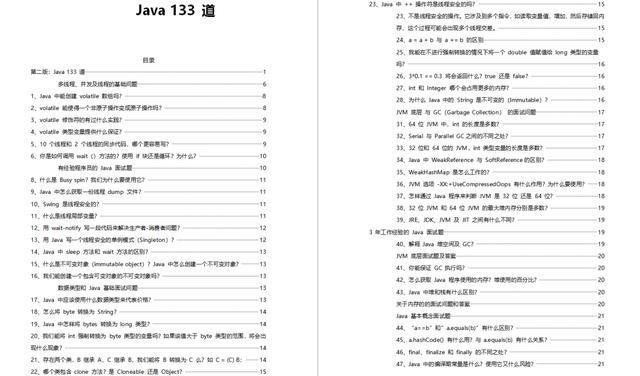 Java 133 道
目录
第二版：Java 133 道 1
多线程、并发及线程的基础问题 6
1、Java 中能创建 volatile 数组吗？ 8
2、volatile 能使得一个非原子操作变成原子操作吗？ 8
3、volatile 修饰符的有过什么实践？ 9
4、volatile 类型变量提供什么保证？ 9
5、10 个线程和 2 个线程的同步代码，哪个更容易写？ 9
6、你是如何调用 wait（）方法的？使用 if 块还是循环？为什么？ 10
有经验程序员的 Java 面试题 10
8、什么是 Busy spin？我们为什么要使用它？ 11
9、Java 中怎么获取一份线程 dump 文件？ 11
10、Swing 是线程安全的？ 11
11、什么是线程局部变量？ 11
12、用 wait-notify 写一段代码来解决生产者-消费者问题？ 12
13、用 Java 写一个线程安全的单例模式（Singleton）？ 12
14、Java 中 sleep 方法和 wait 方法的区别？ 12
15、什么是不可变对象（immutable object）？Java 中怎么创建一个不可变对象？ 13
16、我们能创建一个包含可变对象的不可变对象吗？ 13
数据类型和 Java 基础面试问题 13
17、Java 中应该使用什么数据类型来代表价格？ 13
18、怎么将 byte 转换为 String？ 14
19、Java 中怎样将 bytes 转换为 long 类型？ 14
20、我们能将 int 强制转换为 byte 类型的变量吗？如果该值大于 byte 类型的范围，将会出
现什么现象？ 14
21、存在两个类，B 继承 A，C 继承 B，我们能将 B 转换为 C 么？如 C = (C) B； 14
22、哪个类包含 clone 方法？是 Cloneable 还是 Object？ 15
23、Java 中 ++ 操作符是线程安全的吗？ 15
23、不是线程安全的操作。它涉及到多个指令，如读取变量值，增加，然后存储回内
存，这个过程可能会出现多个线程交差。 15
24、a = a + b 与 a += b 的区别 15
25、我能在不进行强制转换的情况下将一个 double 值赋值给 long 类型的变量
吗？ 16
26、3*0.1 == 0.3 将会返回什么？true 还是 false？ 16
27、int 和 Integer 哪个会占用更多的内存？ 16
28、为什么 Java 中的 String 是不可变的（Immutable）？ 16
JVM 底层 与 GC（Garbage Collection） 的面试问题 17
31、64 位 JVM 中，int 的长度是多数？ 17
32、Serial 与 Parallel GC 之间的不同之处？ 17
33、32 位和 64 位的 JVM，int 类型变量的长度是多数？ 17
34、Java 中 WeakReference 与 SoftReference 的区别？ 18
35、WeakHashMap 是怎么工作的？ 18
36、JVM 选项 -XX:+UseCompressedOops 有什么作用？为什么要使用？ 18
37、怎样通过 Java 程序来判断 JVM 是 32 位 还是 64 位？ 18
38、32 位 JVM 和 64 位 JVM 的最大堆内存分别是多数？ 19
39、JRE、JDK、JVM 及 JIT 之间有什么不同？ 19
3 年工作经验的 Java 面试题 19
40、解释 Java 堆空间及 GC？ 19
JVM 底层面试题及答案 20
41、你能保证 GC 执行吗？ 20
42、怎么获取 Java 程序使用的内存？堆使用的百分比？ 20
43、Java 中堆和栈有什么区别？ 20
关于内存的的面试问题和答案 20
Java 基本概念面试题 21
44、 “a==b”和”a.equals(b)”有什么区别？ 21
45、a.hashCode() 有什么用？与 a.equals(b) 有什么关系？ 21
46、final、finalize 和 finally 的不同之处？ 21
47、Java 中的编译期常量是什么？使用它又什么风险？ 21